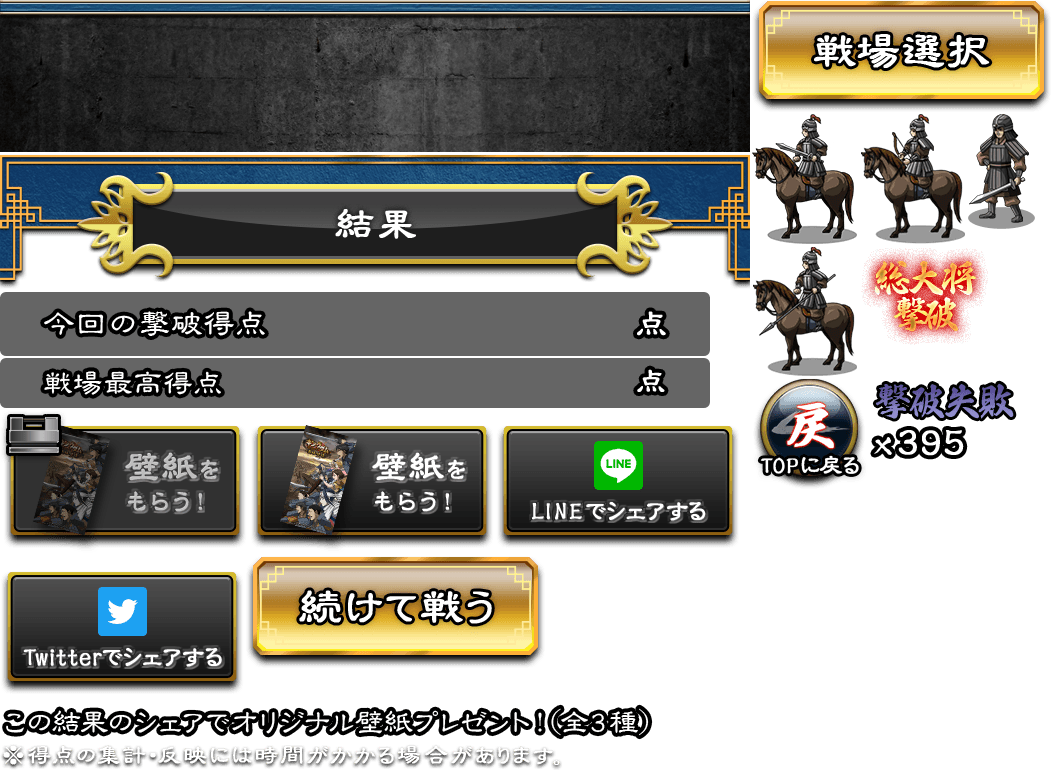 戦場選択
結果
今回の撃破得点 点
戦場最高得点 点
総大将
撃破
撃破失敗
×395
戻
TOPに戻る
壁紙を
もらう!
壁紙を
もらう!
LINE
LINEでシェアする
Twitterでシェアする
続けて戦う
この結果のシェアでオリジナル壁紙プレゼント!(全3種)
※得点の集計・反映には時間がかかる場合があります。